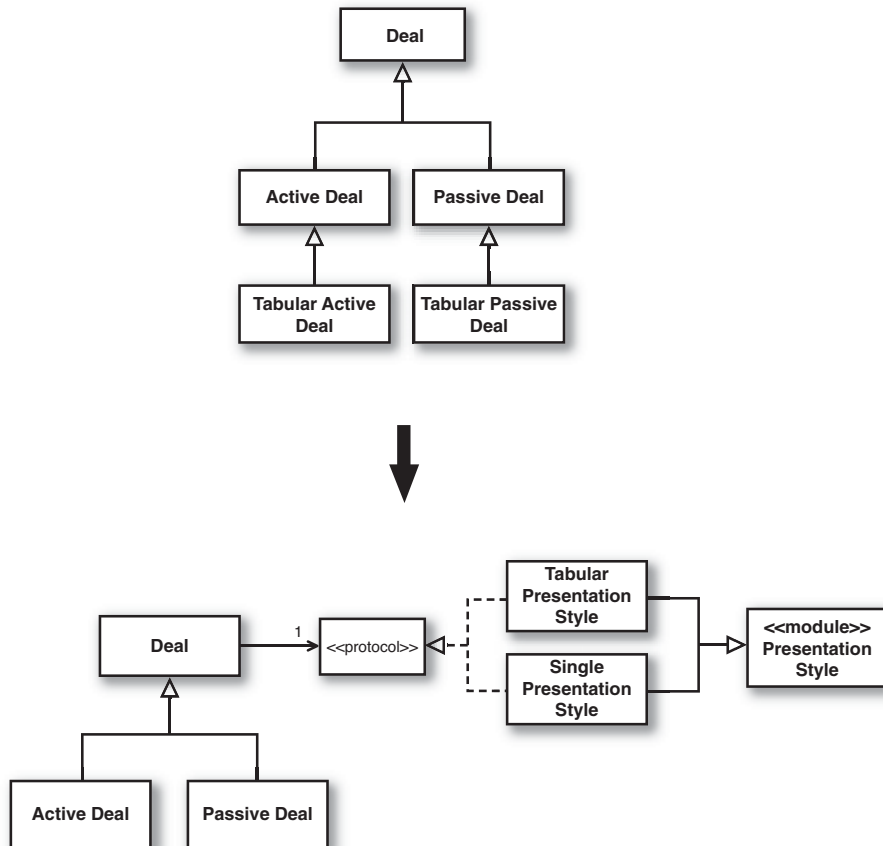 Deal
Active Deal
Passive Deal
Tabular Active
Deal
Tabular Passive
Deal
Tabular
Presentation
Style
Deal
1
<<protocol>>
<<module>>
Presentation
Style
Single
Presentation
Style
Active Deal
Passive Deal